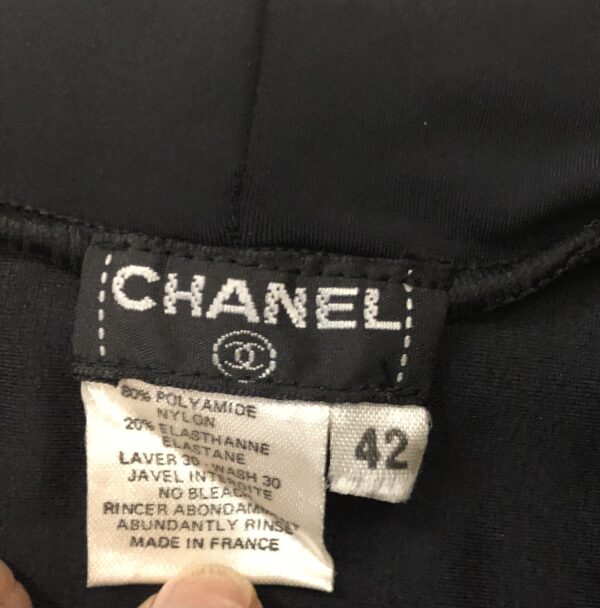 CHANEL
80% POLYAMIDE
NYLON
20% ELASTHANNE
ELASTANE
LAVER 30 WASH 30
JAVEL INTERDITE
NO BLEACH
RINCER ABONDAM
ABUNDANTLY RINSE
MADE IN FRANCE
42